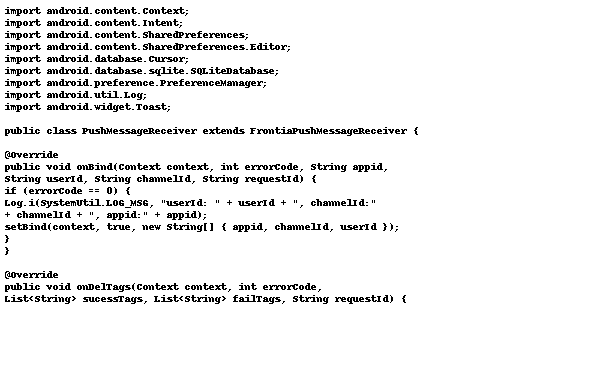 import android.content.Context;
import android.content.Intent;
import android.content.SharedPreferences;
import android.content.SharedPreferences.Editor;
import android.database.Cursor;
import android.database.sqlite.SQLiteDatabase;
import android.preference.PreferenceManager;
import android.util.Log;
import android.widget.Toast;

public class PushMessageReceiver extends FrontiaPushMessageReceiver {

@Override
public void onBind(Context context, int errorCode, String appid,
String userId, String channelId, String requestId) {
if (errorCode == 0) {
Log.i(SystemUtil.LOG_MSG, "userId: " + userId + ", channelId:"
+ channelId + ", appid:" + appid);
setBind(context, true, new String[] { appid, channelId, userId });
}
}

@Override
public void onDelTags(Context context, int errorCode,
List<String> sucessTags, List<String> failTags, String requestId) {